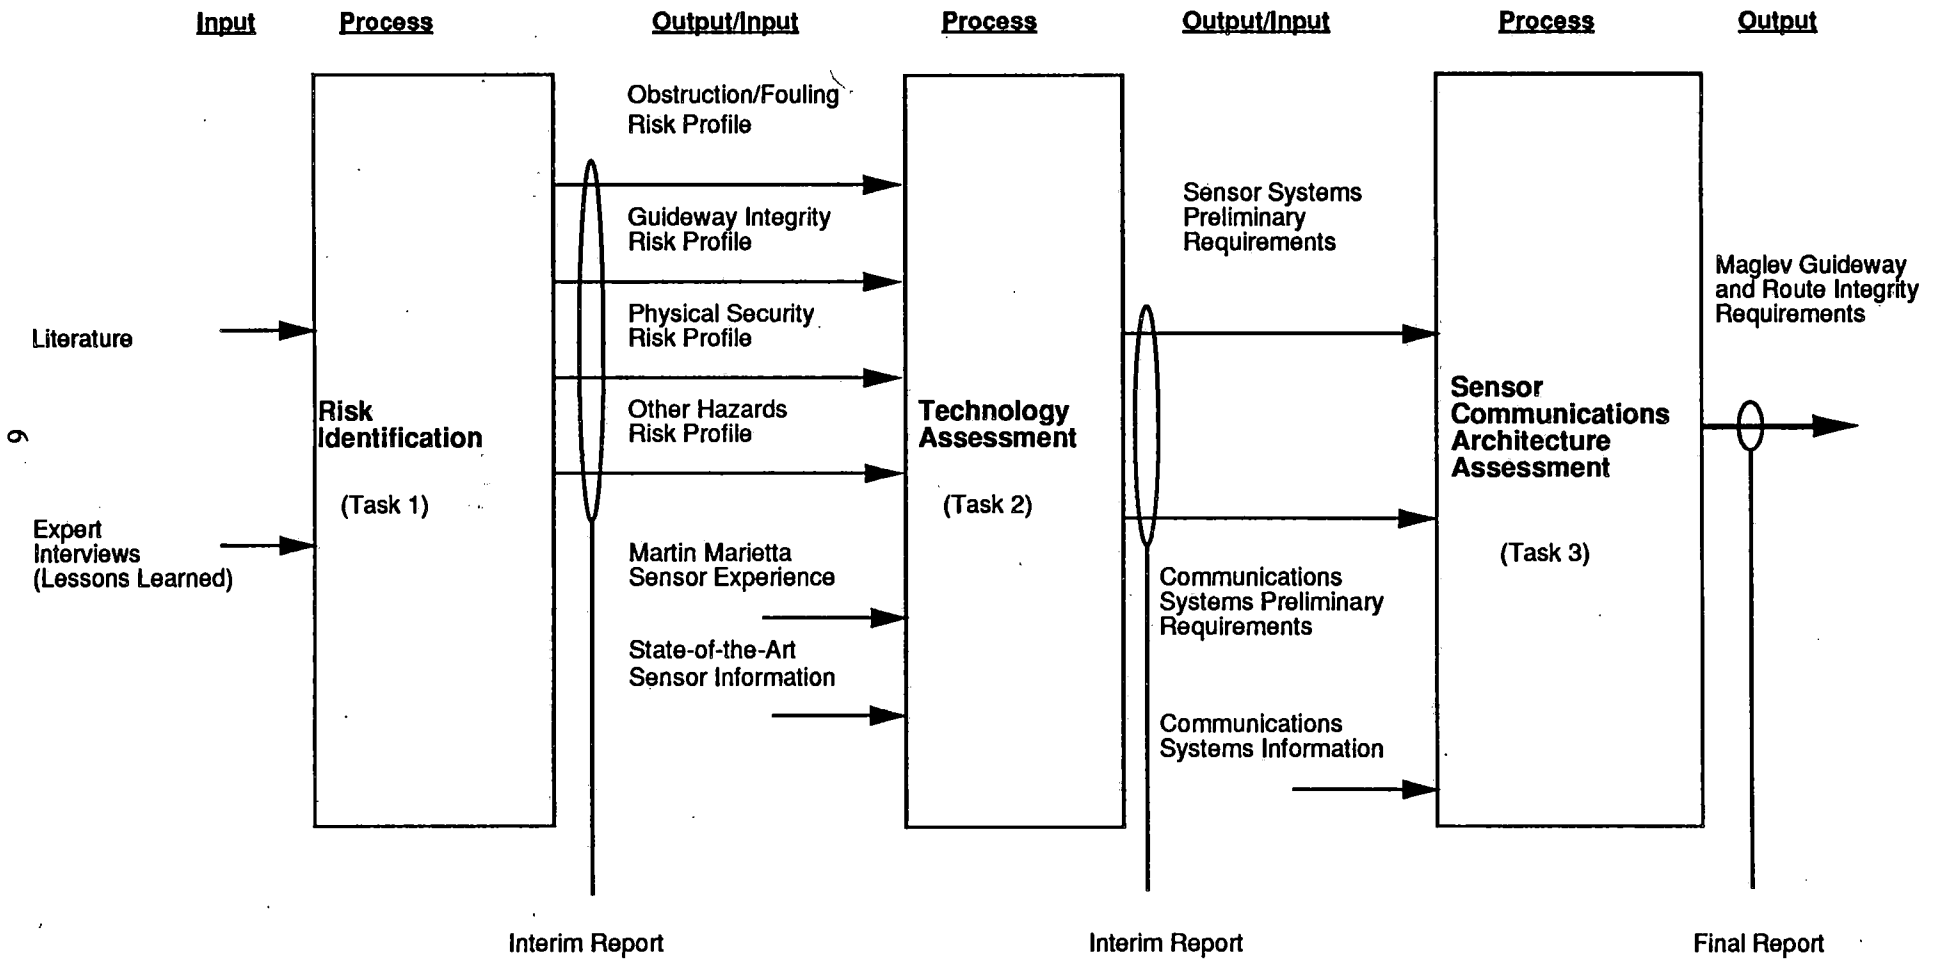 Input
Process
Output/Input
Process
Output/Input
Process
Output
Literature
Expert
Interviews
(Lessons Learned)
Risk
Identification
(Task 1)
Obstruction/Fouling
Risk Profile
Guideway Integrity
Risk Profile
Physical Security
Risk Profile
Other Hazards
Risk Profile
Martin Marietta
Sensor Experience
State-of-the-Art
Sensor Information
Technology
Assessment
(Task 2)
Sensor Systems
Preliminary
Requirements
Communications
Systems Preliminary
Requirements
Communications
Systems Information
Sensor
Communications
Architecture
Assessment
(Task 3)
Maglev Guideway
and Route Integrity
Requirements
Interim Report
Interim Report
Final Report
6